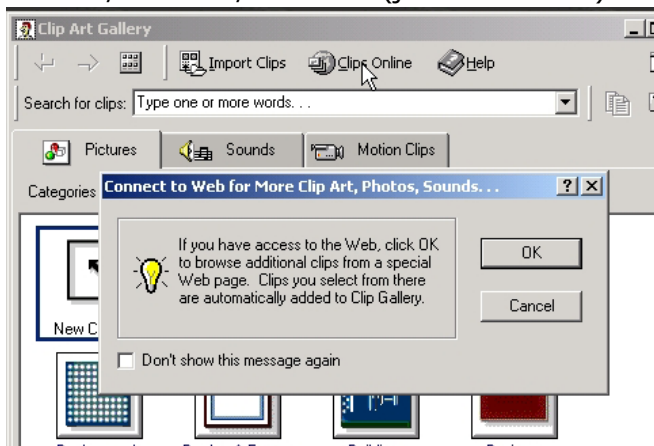 Clip Art Gallery
Import Clips Clips Online Help
Search for clips: Type one or more words. . .
Pictures Sounds Motion Clips
Categories
Connect to Web for More Clip Art, Photos, Sounds. . .
If you have access to the Web, click OK
to browse additional clips from a special
Web page. Clips you select from there
are automatically added to Clip Gallery.
OK
Cancel
New C
Don't show this message again